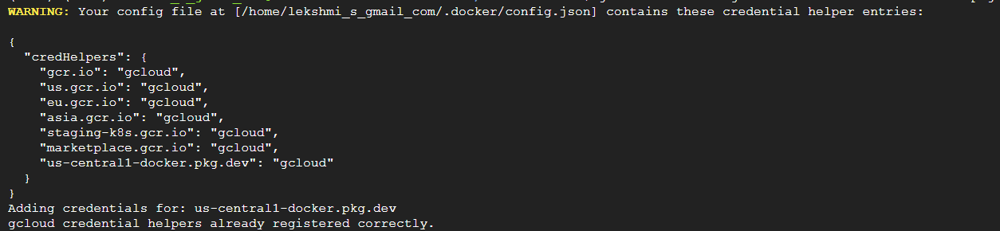 WARNING: Your config file at [/home/lekshmi_s_gmail_com/.docker/config.json] contains these credential helper entries:
{
  "credHelpers": {
    "gcr.io": "gcloud",
    "us.gcr.io": "gcloud",
    "eu.gcr.io": "gcloud",
    "asia.gcr.io": "gcloud",
    "staging-k8s.gcr.io": "gcloud",
    "marketplace.gcr.io": "gcloud",
    "us-central1-docker.pkg.dev": "gcloud"
  }
}
Adding credentials for: us-central1-docker.pkg.dev
gcloud credential helpers already registered correctly.